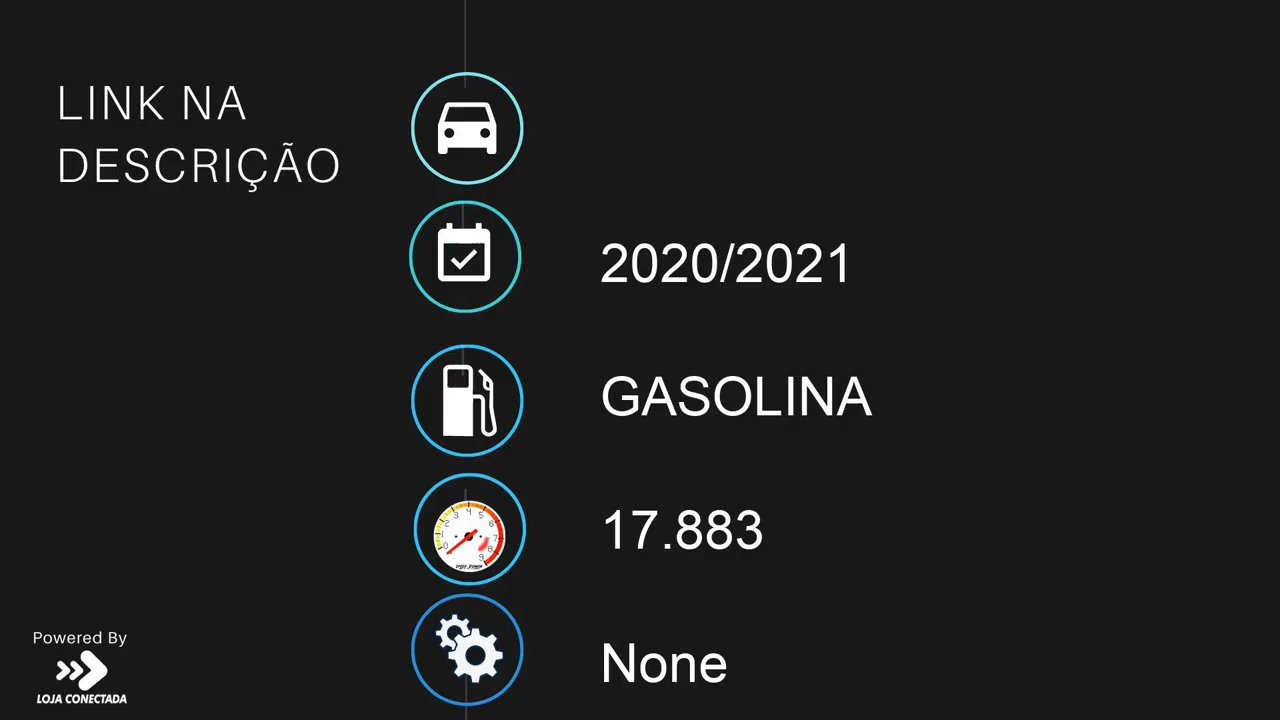 LINK NA
DESCRIÇÃO
2020/2021
GASOLINA
17.883
None
Powered By
LOJA CONECTADA